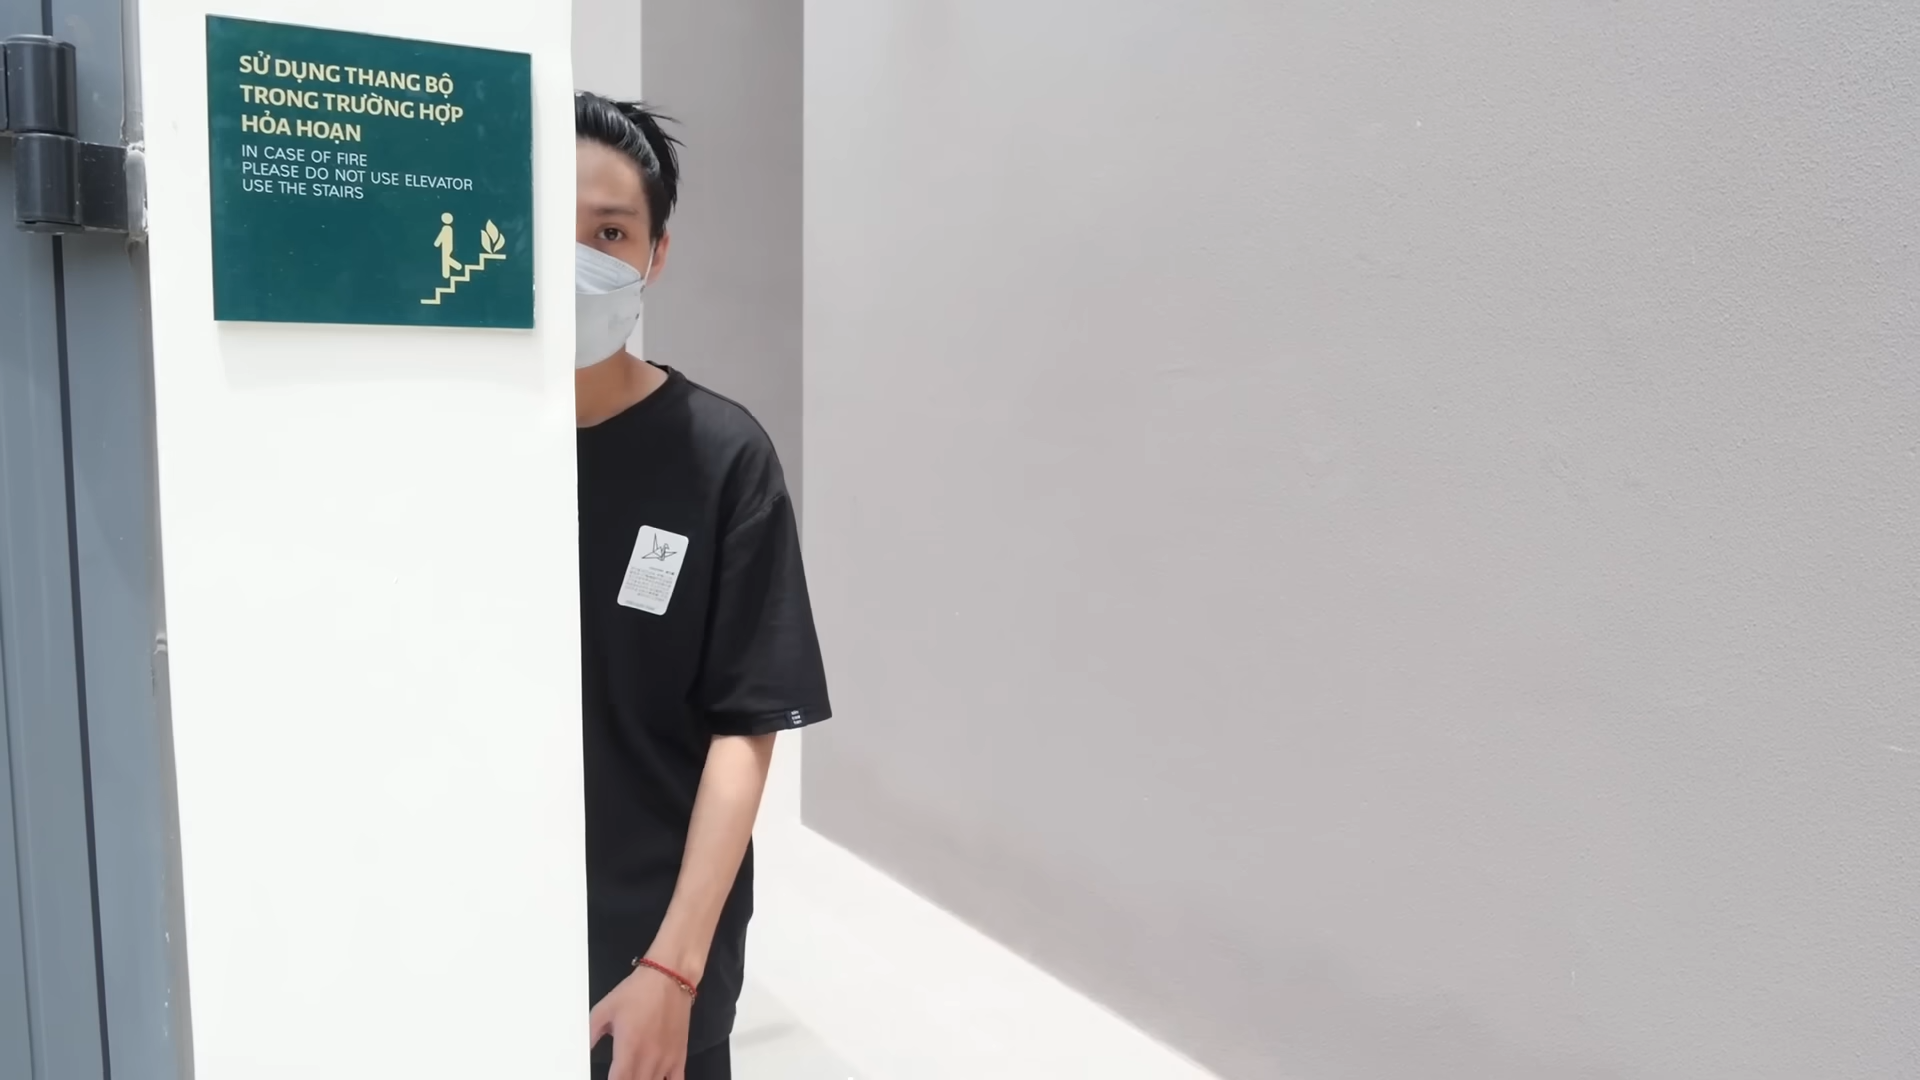 SỬ DỤNG THANG BỘ
TRONG TRƯỜNG HỢP
HỎA HOẠN
IN CASE OF FIRE
PLEASE DO NOT USE ELEVATOR
USE THE STAIRS